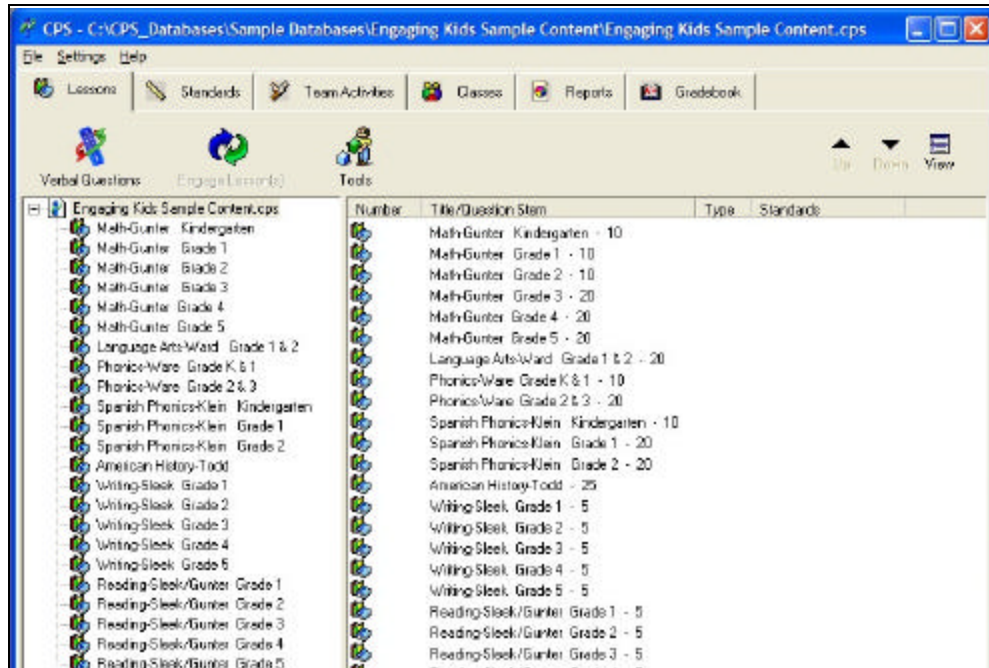 CPS - C:\CPS_Databases\Sample Databases\Engaging Kids Sample Content\Engaging Kids Sample Content.cps
File Settings Help
Lessons Standards Team Activities Classes Reports Gradebook
Verbal Questions Engage Lesson(s) Tools Up Down View
Engaging Kids Sample Content.cps
Math-Gunter Kindergarten
Math-Gunter Grade 1
Math-Gunter Grade 2
Math-Gunter Grade 3
Math-Gunter Grade 4
Math-Gunter Grade 5
Language Arts-Ward Grade 1 & 2
Phonics-Ware Grade K & 1
Phonics-Ware Grade 2 & 3
Spanish Phonics-Klein Kindergarten
Spanish Phonics-Klein Grade 1
Spanish Phonics-Klein Grade 2
American History-Todd
Writing-Sleek Grade 1
Writing-Sleek Grade 2
Writing-Sleek Grade 3
Writing-Sleek Grade 4
Writing-Sleek Grade 5
Reading-Sleek/Gunter Grade 1
Reading-Sleek/Gunter Grade 2
Reading-Sleek/Gunter Grade 3
Reading-Sleek/Gunter Grade 4
Reading-Sleek/Gunter Grade 5
Number Title/Question Stem Type Standards
Math-Gunter Kindergarten - 10
Math-Gunter Grade 1 - 10
Math-Gunter Grade 2 - 10
Math-Gunter Grade 3 - 20
Math-Gunter Grade 4 - 20
Math-Gunter Grade 5 - 20
Language Arts-Ward Grade 1 & 2 - 20
Phonics-Ware Grade K & 1 - 10
Phonics-Ware Grade 2 & 3 - 20
Spanish Phonics-Klein Kindergarten - 10
Spanish Phonics-Klein Grade 1 - 20
Spanish Phonics-Klein Grade 2 - 20
American History-Todd - 25
Writing-Sleek Grade 1 - 5
Writing-Sleek Grade 2 - 5
Writing-Sleek Grade 3 - 5
Writing-Sleek Grade 4 - 5
Writing-Sleek Grade 5 - 5
Reading-Sleek/Gunter Grade 1 - 5
Reading-Sleek/Gunter Grade 2 - 5
Reading-Sleek/Gunter Grade 3 - 5